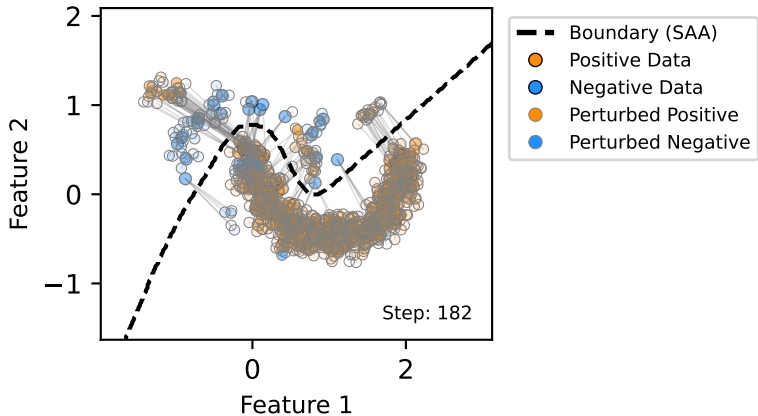 2
1
0
−1
0
2
Feature 2
Feature 1
Step: 182
Boundary (SAA)
Positive Data
Negative Data
Perturbed Positive
Perturbed Negative